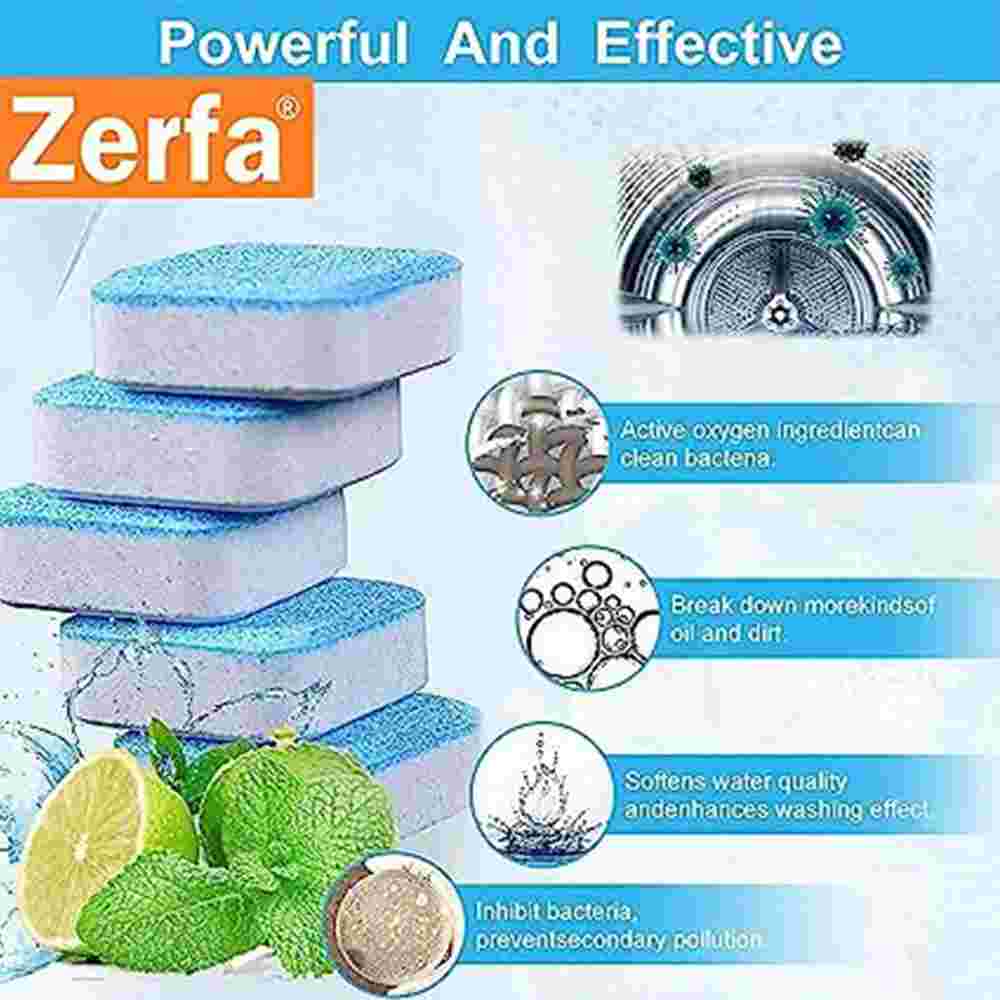 Powerful And Effective
Zerfa®
Active oxygen ingredientcan
clean bactena.
Break down morekindsof
oil and dirt.
Softens water quality
andenhances washing effect.
Inhibit bacteria,
preventsecondary pollution.